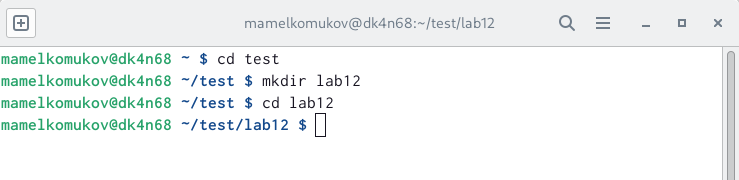 mamelkomukov@dk4n68:~/test/lab12
mamelkomukov@dk4n68 ~ $ cd test
mamelkomukov@dk4n68 ~/test $ mkdir lab12
mamelkomukov@dk4n68 ~/test $ cd lab12
mamelkomukov@dk4n68 ~/test/lab12 $